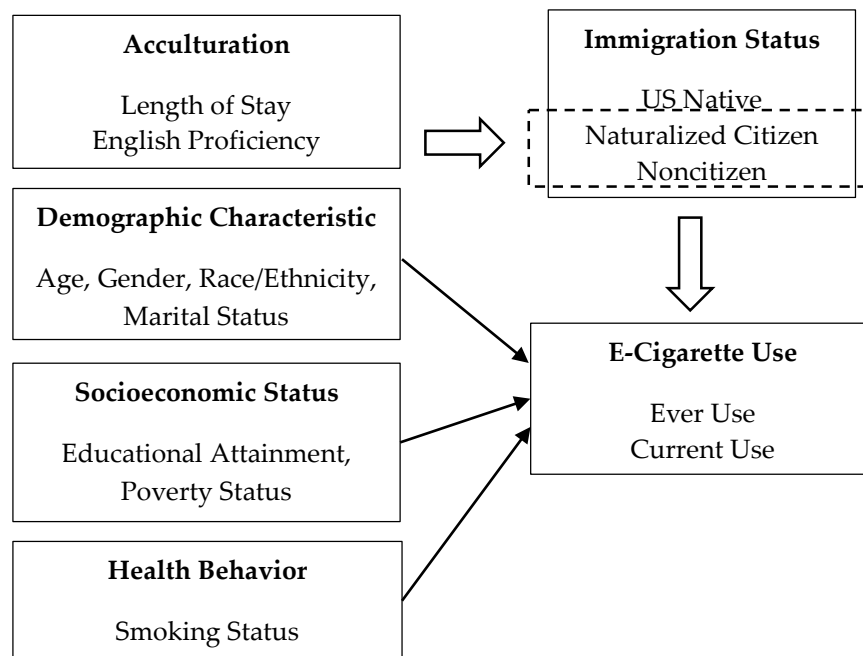 Acculturation
Length of Stay
English Proficiency
Immigration Status
US Native
Naturalized Citizen
Noncitizen
Demographic Characteristic
Age, Gender, Race/Ethnicity,
Marital Status
Socioeconomic Status
Educational Attainment,
Poverty Status
E-Cigarette Use
Ever Use
Current Use
Health Behavior
Smoking Status